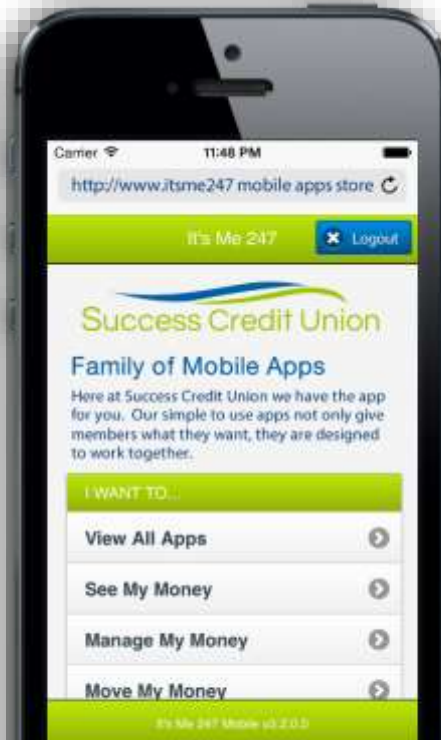 Carrier 11:48 PM
http://www.itsme247 mobile apps store
It's Me 247
Logout
Success Credit Union
Family of Mobile Apps
Here at Success Credit Union we have the app
for you. Our simple to use apps not only give
members what they want, they are designed
to work together.
I WANT TO...
View All Apps
See My Money
Manage My Money
Move My Money
It's Me 247 Mobile v3.2.0.0